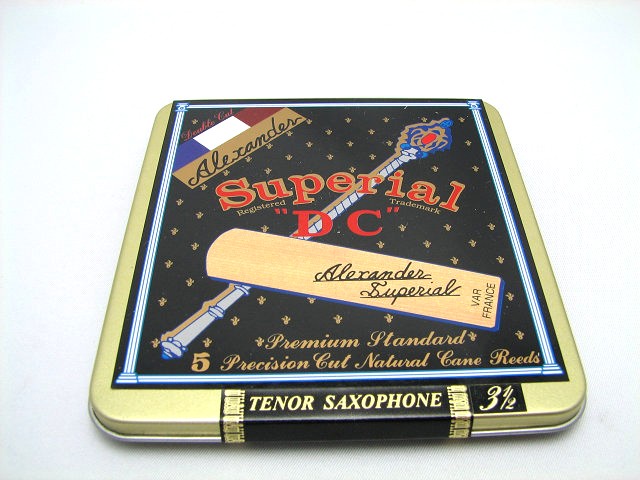 Double Cut
Alexander
Superial
Registered Trademark
"DC"
Alexander
Superial
VAR
FRANCE
Premium Standard
5 Precision Cut Natural Cane Reeds
TENOR SAXOPHONE 3½